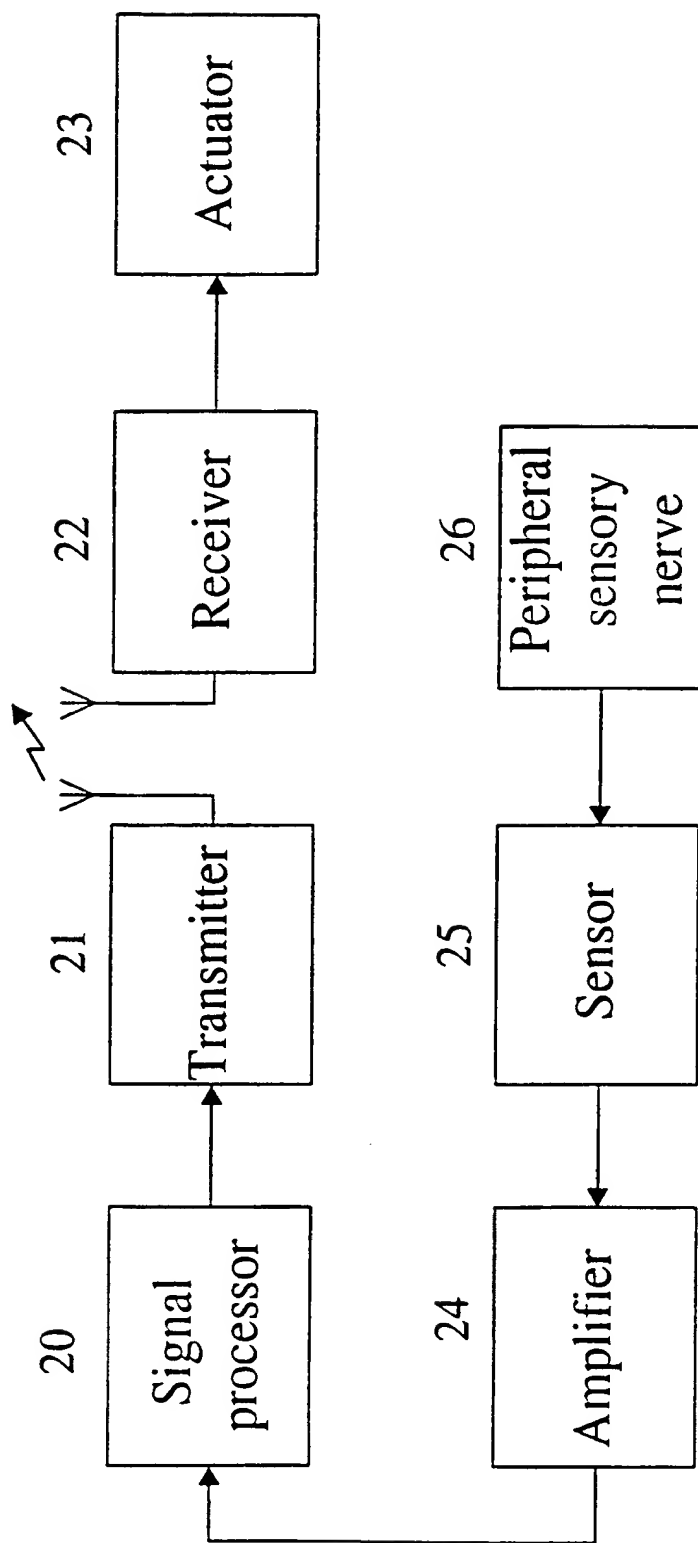 20
Signal
processor
21
Transmitter
22
Receiver
23
Actuator
24
Amplifier
25
Sensor
26
Peripheral
sensory
nerve